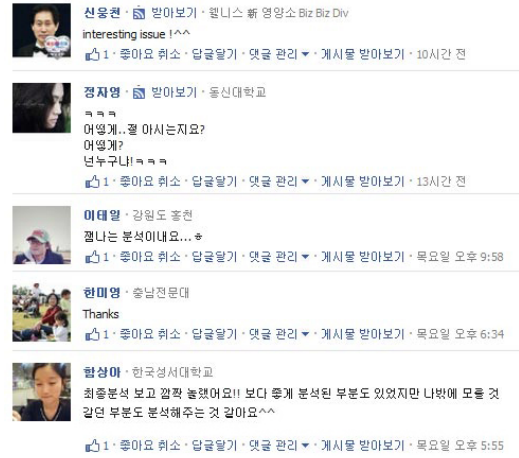 신웅천 · 받아보기 · 웰니스 新 영양소 Biz Biz Div
interesting issue !^^
1 · 좋아요 취소 · 답글달기 · 댓글 관리 ▾ · 게시물 받아보기 · 10시간 전
정자영 · 받아보기 · 동신대학교
ㅋㅋㅋ
어떻게..잘 아시는지요?
어떻게?
넌누구냐!ㅋㅋㅋ
1 · 좋아요 취소 · 답글달기 · 댓글 관리 ▾ · 게시물 받아보기 · 13시간 전
이태일 · 강원도 홍천
잼나는 분석이내요...ㅎ
1 · 좋아요 취소 · 답글달기 · 댓글 관리 ▾ · 게시물 받아보기 · 목요일 오후 9:58
한미영 · 충남전문대
Thanks
1 · 좋아요 취소 · 답글달기 · 댓글 관리 ▾ · 게시물 받아보기 · 목요일 오후 6:34
함상아 · 한국성서대학교
최종분석 보고 깜짝 놀랬어요!! 보다 좋게 분석된 부분도 있었지만 나밖에 모를 것
같던 부분도 분석해주는 것 같아요^^
1 · 좋아요 취소 · 답글달기 · 댓글 관리 ▾ · 게시물 받아보기 · 목요일 오후 5:55